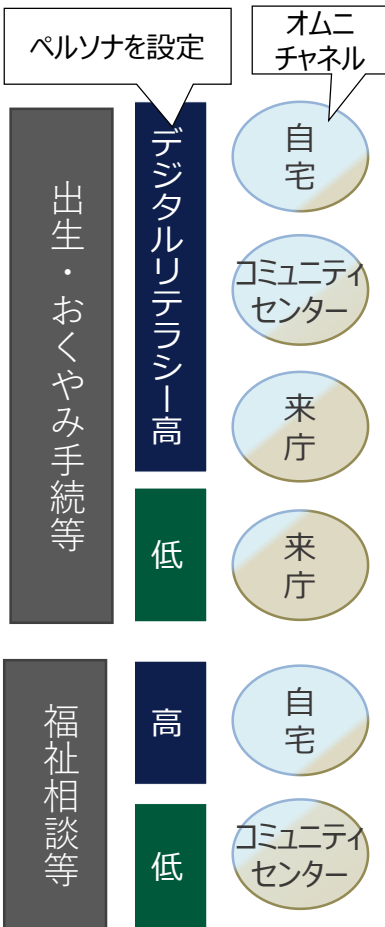 ペルソナを設定
オムニ
チャネル
出生・おくやみ手続等
デジタルリテラシー高
自
宅
コミュニティ
センター
来
庁
低
来
庁
福祉相談等
高
自
宅
低
コミュニティ
センター